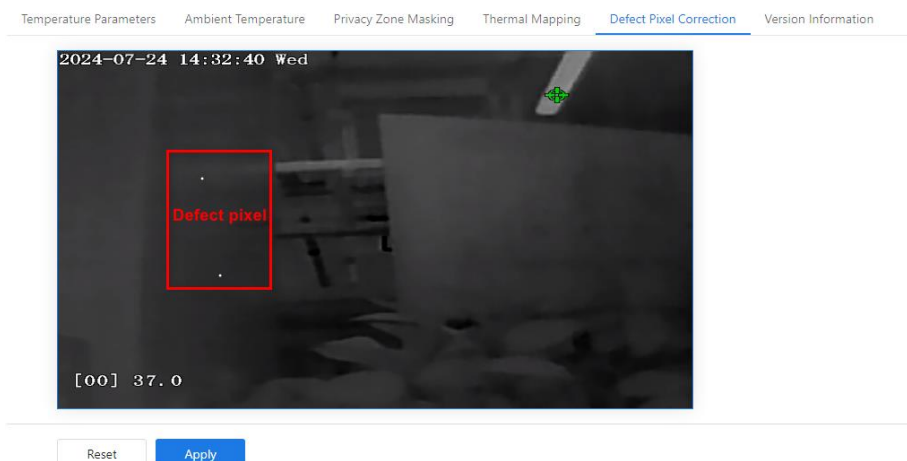 Temperature Parameters Ambient Temperature Privacy Zone Masking Thermal Mapping Defect Pixel Correction Version Information
2024-07-24 14:32:40 Wed
Defect pixel
[00] 37.0
Reset Apply